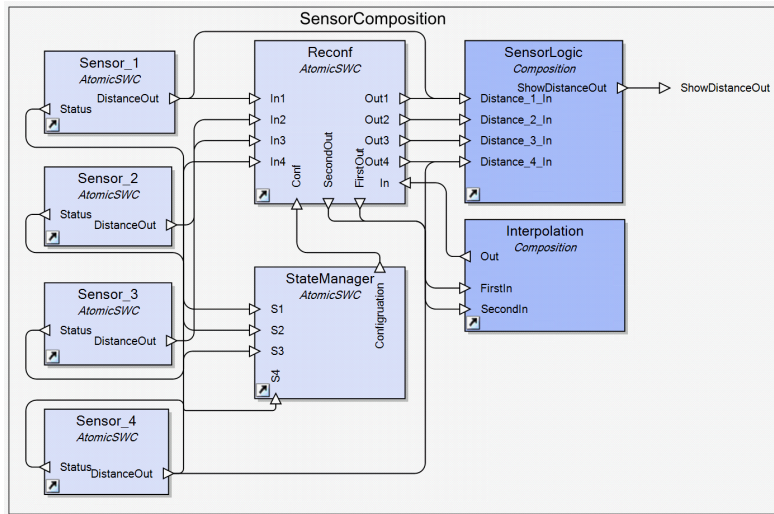 SensorComposition
Sensor_1
AtomicSWC
DistanceOut
Status
Sensor_2
AtomicSWC
Status
DistanceOut
Sensor_3
AtomicSWC
Status
DistanceOut
Sensor_4
AtomicSWC
Status
DistanceOut
Reconf
AtomicSWC
In1
In2
In3
In4
Conf
SecondOut
FirstOut
Out1
Out2
Out3
Out4
In
StateManager
AtomicSWC
S1
S2
S3
S4
Configruation
SensorLogic
Composition
ShowDistanceOut
Distance_1_In
Distance_2_In
Distance_3_In
Distance_4_In
ShowDistanceOut
Interpolation
Composition
Out
FirstIn
SecondIn